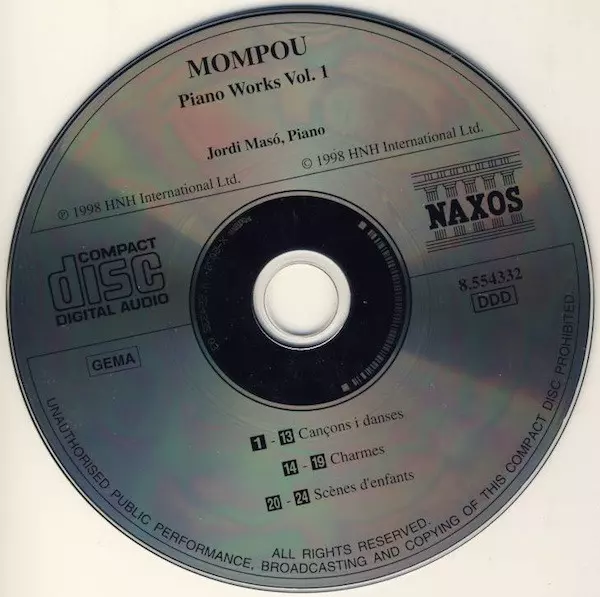 MOMPOU
Piano Works Vol. 1
Jordi Masó, Piano
℗ 1998 HNH International Ltd.
© 1998 HNH International Ltd.
NAXOS
COMPACT
disc
DIGITAL AUDIO
8.554332
DDD
GEMA
1 - 13 Cançons i danses
14 - 19 Charmes
20 - 24 Scènes d'enfants
ALL RIGHTS RESERVED.
UNAUTHORISED PUBLIC PERFORMANCE, BROADCASTING AND COPYING OF THIS COMPACT DISC PROHIBITED.